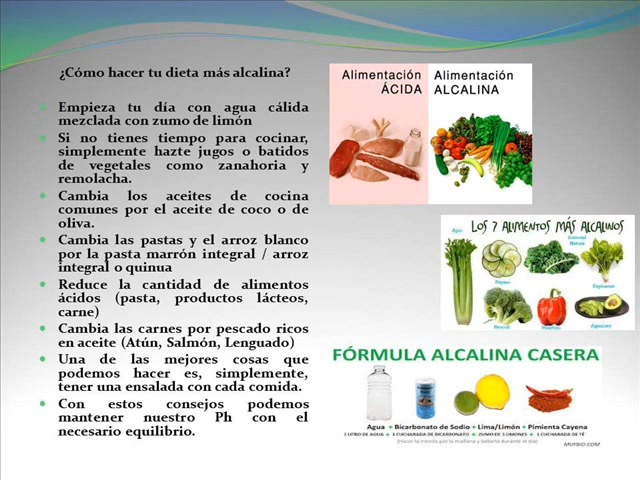 ¿Cómo hacer tu dieta más alcalina?
Empieza tu día con agua cálida
mezclada con zumo de limón
Si no tienes tiempo para cocinar,
simplemente hazte jugos o batidos
de vegetales como zanahoria y
remolacha.
Cambia los aceites de cocina
comunes por el aceite de coco o de
oliva.
Cambia las pastas y el arroz blanco
por la pasta marrón integral / arroz
integral o quinua
Reduce la cantidad de alimentos
ácidos (pasta, productos lácteos,
carne)
Cambia las carnes por pescado ricos
en aceite (Atún, Salmón, Lenguado)
Una de las mejores cosas que
podemos hacer es, simplemente,
tener una ensalada con cada comida.
Con estos consejos podemos
mantener nuestro Ph con el
necesario equilibrio.
Alimentación
ÁCIDA
Alimentación
ALCALINA
LOS 7 ALIMENTOS MÁS ALCALINOS
Apio
Pepino
Espinacas
Brócoli
Aguacate
FÓRMULA ALCALINA CASERA
Agua + Bicarbonato de Sodio + Lima/Limón + Pimienta Cayena
1 LITRO DE AGUA + 1 CUCHARADA DE BICARBONATO + ZUMO DE 3 LIMONES + 1 CUCHARADA DE TÉ
(Hacer la mezcla por la mañana y beberla durante el día)
MUYBIO.COM